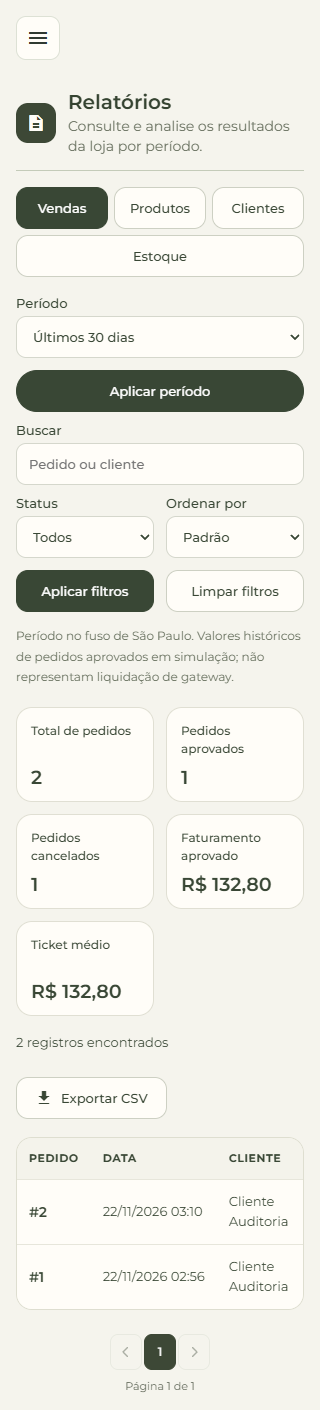 Relatórios
Consulte e analise os resultados
da loja por período.
Vendas
Produtos
Clientes
Estoque
Período
Últimos 30 dias
Aplicar período
Buscar
Pedido ou cliente
Status
Ordenar por
Todos
Padrão
Aplicar filtros
Limpar filtros
Período no fuso de São Paulo. Valores históricos
de pedidos aprovados em simulação; não
representam liquidação de gateway.
Total de pedidos
2
Pedidos
aprovados
1
Pedidos
cancelados
1
Faturamento
aprovado
R$ 132,80
Ticket médio
R$ 132,80
2 registros encontrados
Exportar CSV
PEDIDO DATA CLIENTE
#2 22/11/2026 03:10 Cliente
Auditoria
#1 22/11/2026 02:56 Cliente
Auditoria
1
Página 1 de 1